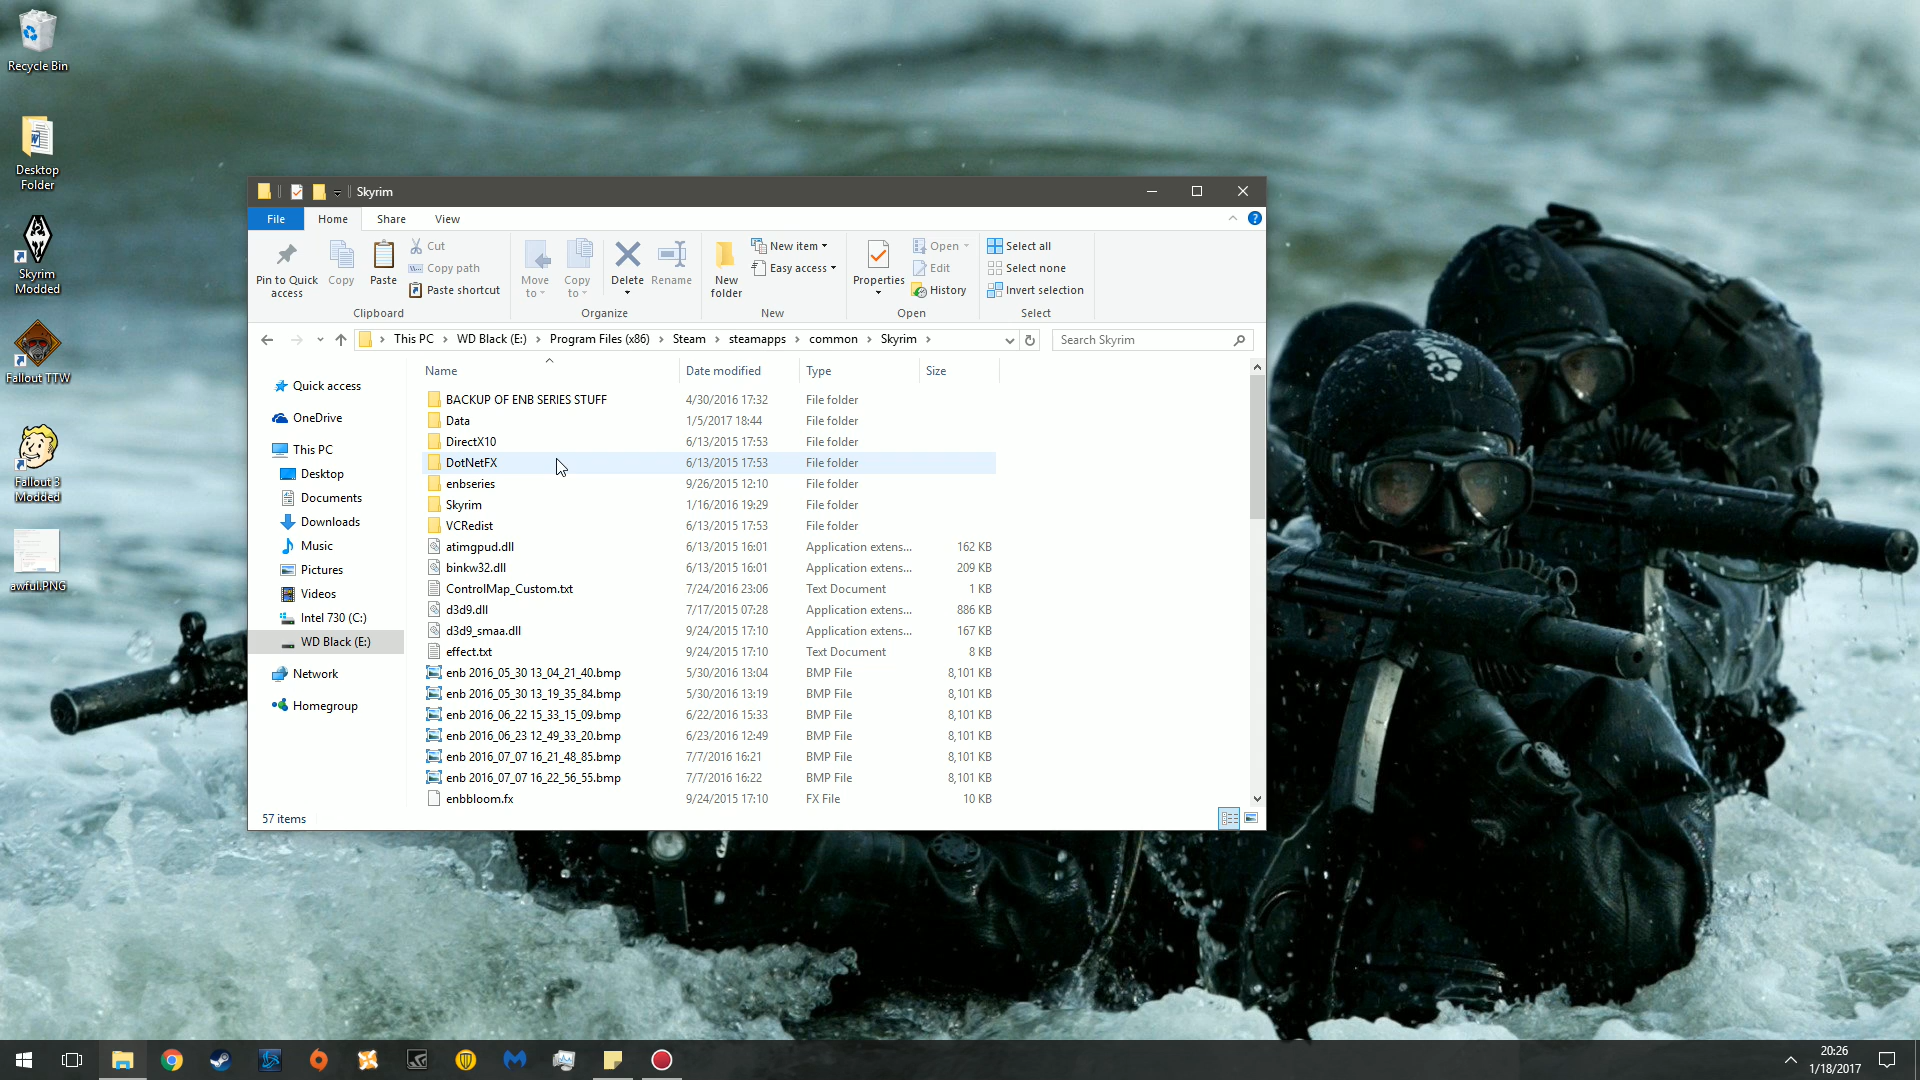 Recycle Bin
Desktop
Folder
Skyrim
Modded
Fallout TTW
Fallout 3
Modded
awful.PNG
Skyrim
File Home Share View
Pin to Quick
access
Copy
Paste
Cut
Copy path
Paste shortcut
Clipboard
Move
to
Copy
to
Delete
Rename
Organize
New
folder
New item
Easy access
New
Properties
Open
Edit
History
Open
Select all
Select none
Invert selection
Select
This PC > WD Black (E:) > Program Files (x86) > Steam > steamapps > common > Skyrim >
Search Skyrim
Quick access
OneDrive
This PC
Desktop
Documents
Downloads
Music
Pictures
Videos
Intel 730 (C:)
WD Black (E:)
Network
Homegroup
Name Date modified Type Size
BACKUP OF ENB SERIES STUFF 4/30/2016 17:32 File folder
Data 1/5/2017 18:44 File folder
DirectX10 6/13/2015 17:53 File folder
DotNetFX 6/13/2015 17:53 File folder
enbseries 9/26/2015 12:10 File folder
Skyrim 1/16/2016 19:29 File folder
VCRedist 6/13/2015 17:53 File folder
atimgpud.dll 6/13/2015 16:01 Application extens... 162 KB
binkw32.dll 6/13/2015 16:01 Application extens... 209 KB
ControlMap_Custom.txt 7/24/2016 23:06 Text Document 1 KB
d3d9.dll 7/17/2015 07:28 Application extens... 886 KB
d3d9_smaa.dll 9/24/2015 17:10 Application extens... 167 KB
effect.txt 9/24/2015 17:10 Text Document 8 KB
enb 2016_05_30 13_04_21_40.bmp 5/30/2016 13:04 BMP File 8,101 KB
enb 2016_05_30 13_19_35_84.bmp 5/30/2016 13:19 BMP File 8,101 KB
enb 2016_06_22 15_33_15_09.bmp 6/22/2016 15:33 BMP File 8,101 KB
enb 2016_06_23 12_49_33_20.bmp 6/23/2016 12:49 BMP File 8,101 KB
enb 2016_07_07 16_21_48_85.bmp 7/7/2016 16:21 BMP File 8,101 KB
enb 2016_07_07 16_22_56_55.bmp 7/7/2016 16:22 BMP File 8,101 KB
enbbloom.fx 9/24/2015 17:10 FX File 10 KB
57 items
20:26
1/18/2017